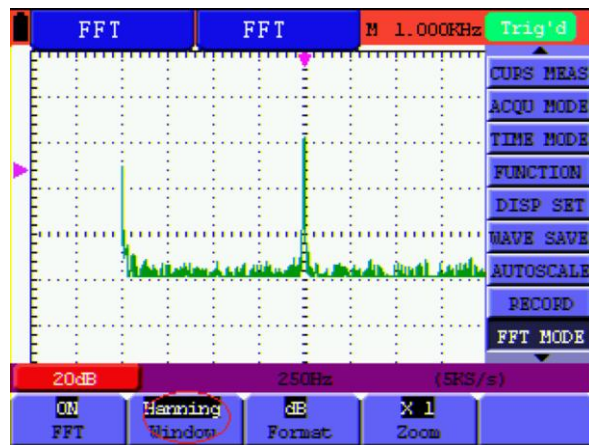 FFT FFT M 1.000KHz Trig'd
CURS MEAS
ACQU MODE
TIME MODE
FUNCTION
DISP SET
WAVE SAVE
AUTOSCALE
RECORD
FFT MODE
20dB 250Hz (5KS/s)
ON Hanning dB X 1
FFT Window Format Zoom